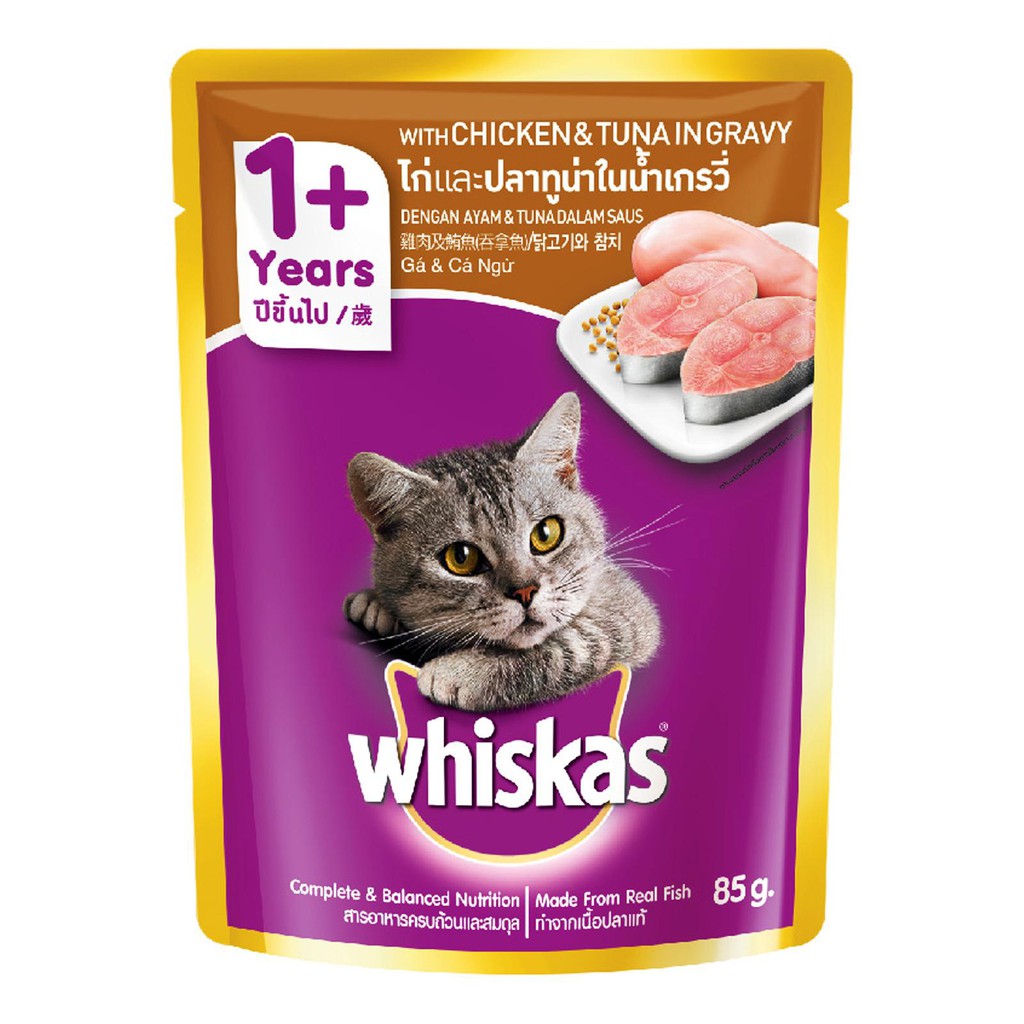 1+
Years
ปีขึ้นไป / 歲
WITH CHICKEN & TUNA IN GRAVY
ไก่และปลาทูน่าในน้ำเกรวี่
DENGAN AYAM & TUNA DALAM SAUS
雞肉及鮪魚(吞拿魚)/닭고기와 참치
Gá & Cá Ngừ
whiskas®
Complete & Balanced Nutrition
สารอาหารครบถ้วนและสมดุล
Made From Real Fish
ทำจากเนื้อปลาแท้
85 g.